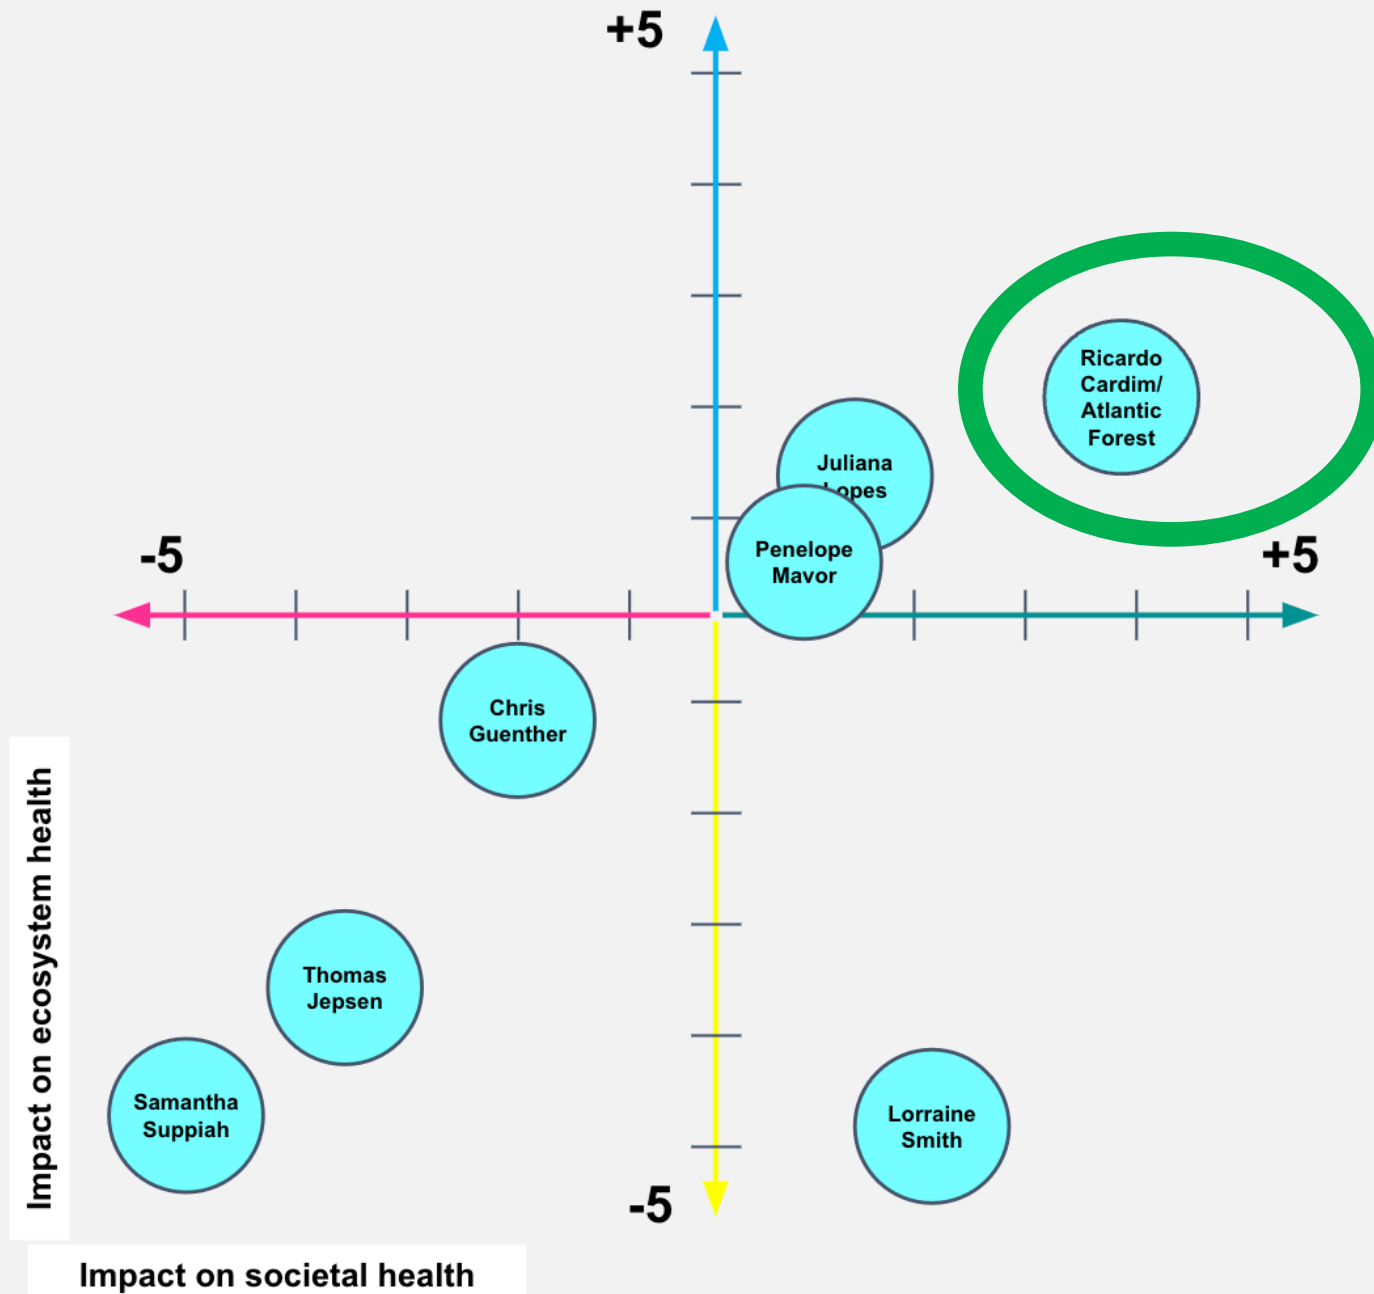 +5
Ricardo
Cardim/
Atlantic
Forest
Juliana
Lopes
Penelope
Mavor
-5
+5
Chris
Guenther
Impact on ecosystem health
Thomas
Jepsen
Samantha
Suppiah
Lorraine
Smith
-5
Impact on societal health